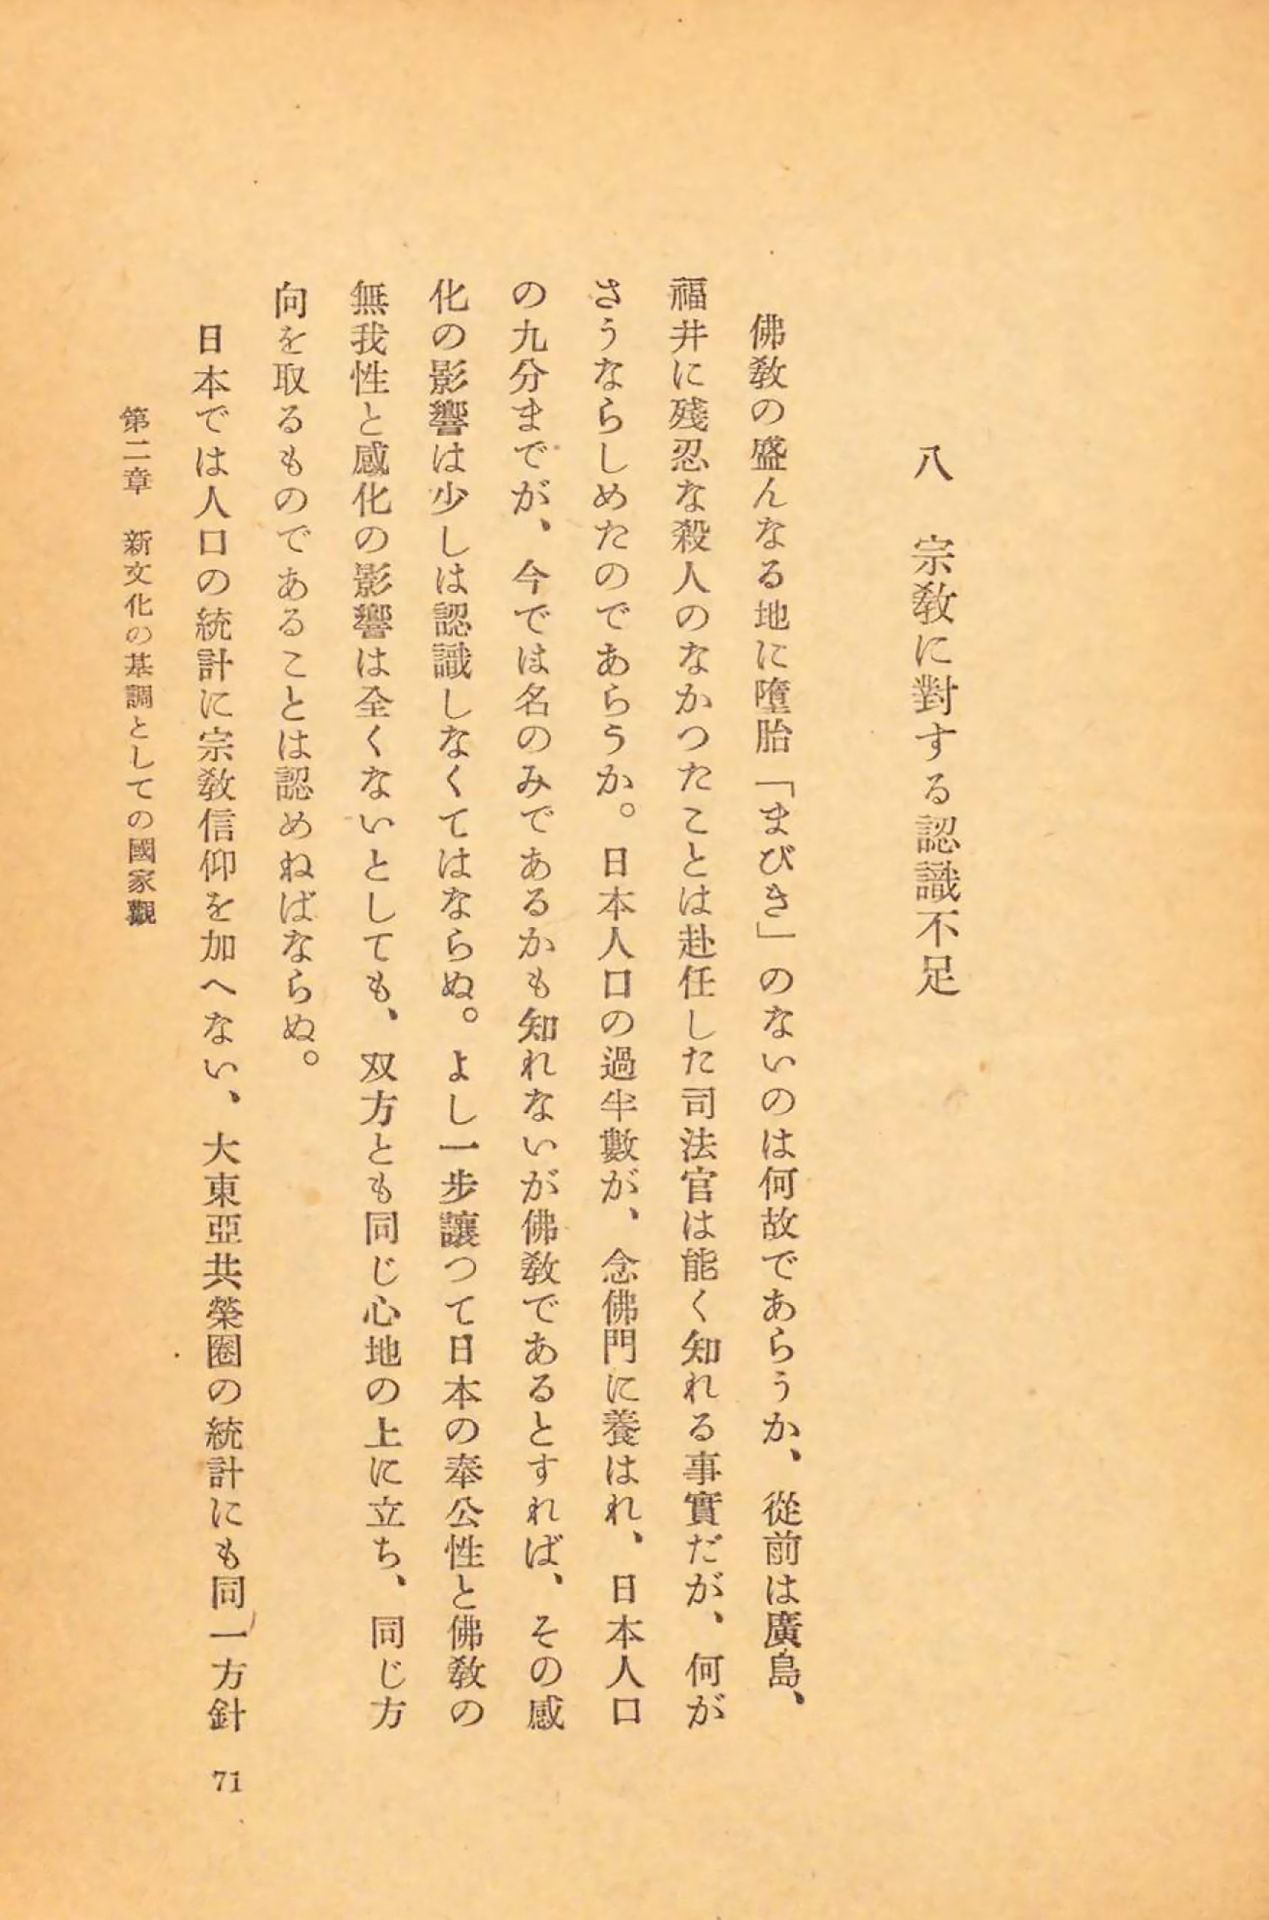 八　宗敎に對する認識不足
佛敎の盛んなる地に墮胎「まびき」のないのは何故であらうか、從前は廣島、
福井に殘忍な殺人のなかつたことは赴任した司法官は能く知れる事實だが、何が
さうならしめたのであらうか。日本人口の過半數が、念佛門に養はれ、日本人口
の九分までが、今では名のみであるかも知れないが佛敎であるとすれば、その感
化の影響は少しは認識しなくてはならぬ。よし一步讓つて日本の奉公性と佛敎の
無我性と感化の影響は全くないとしても、双方とも同じ心地の上に立ち、同じ方
向を取るものであることは認めねばならぬ。
日本では人口の統計に宗敎信仰を加へない、大東亞共榮圈の統計にも同一方針
第二章　新文化の基調としての國家觀
71